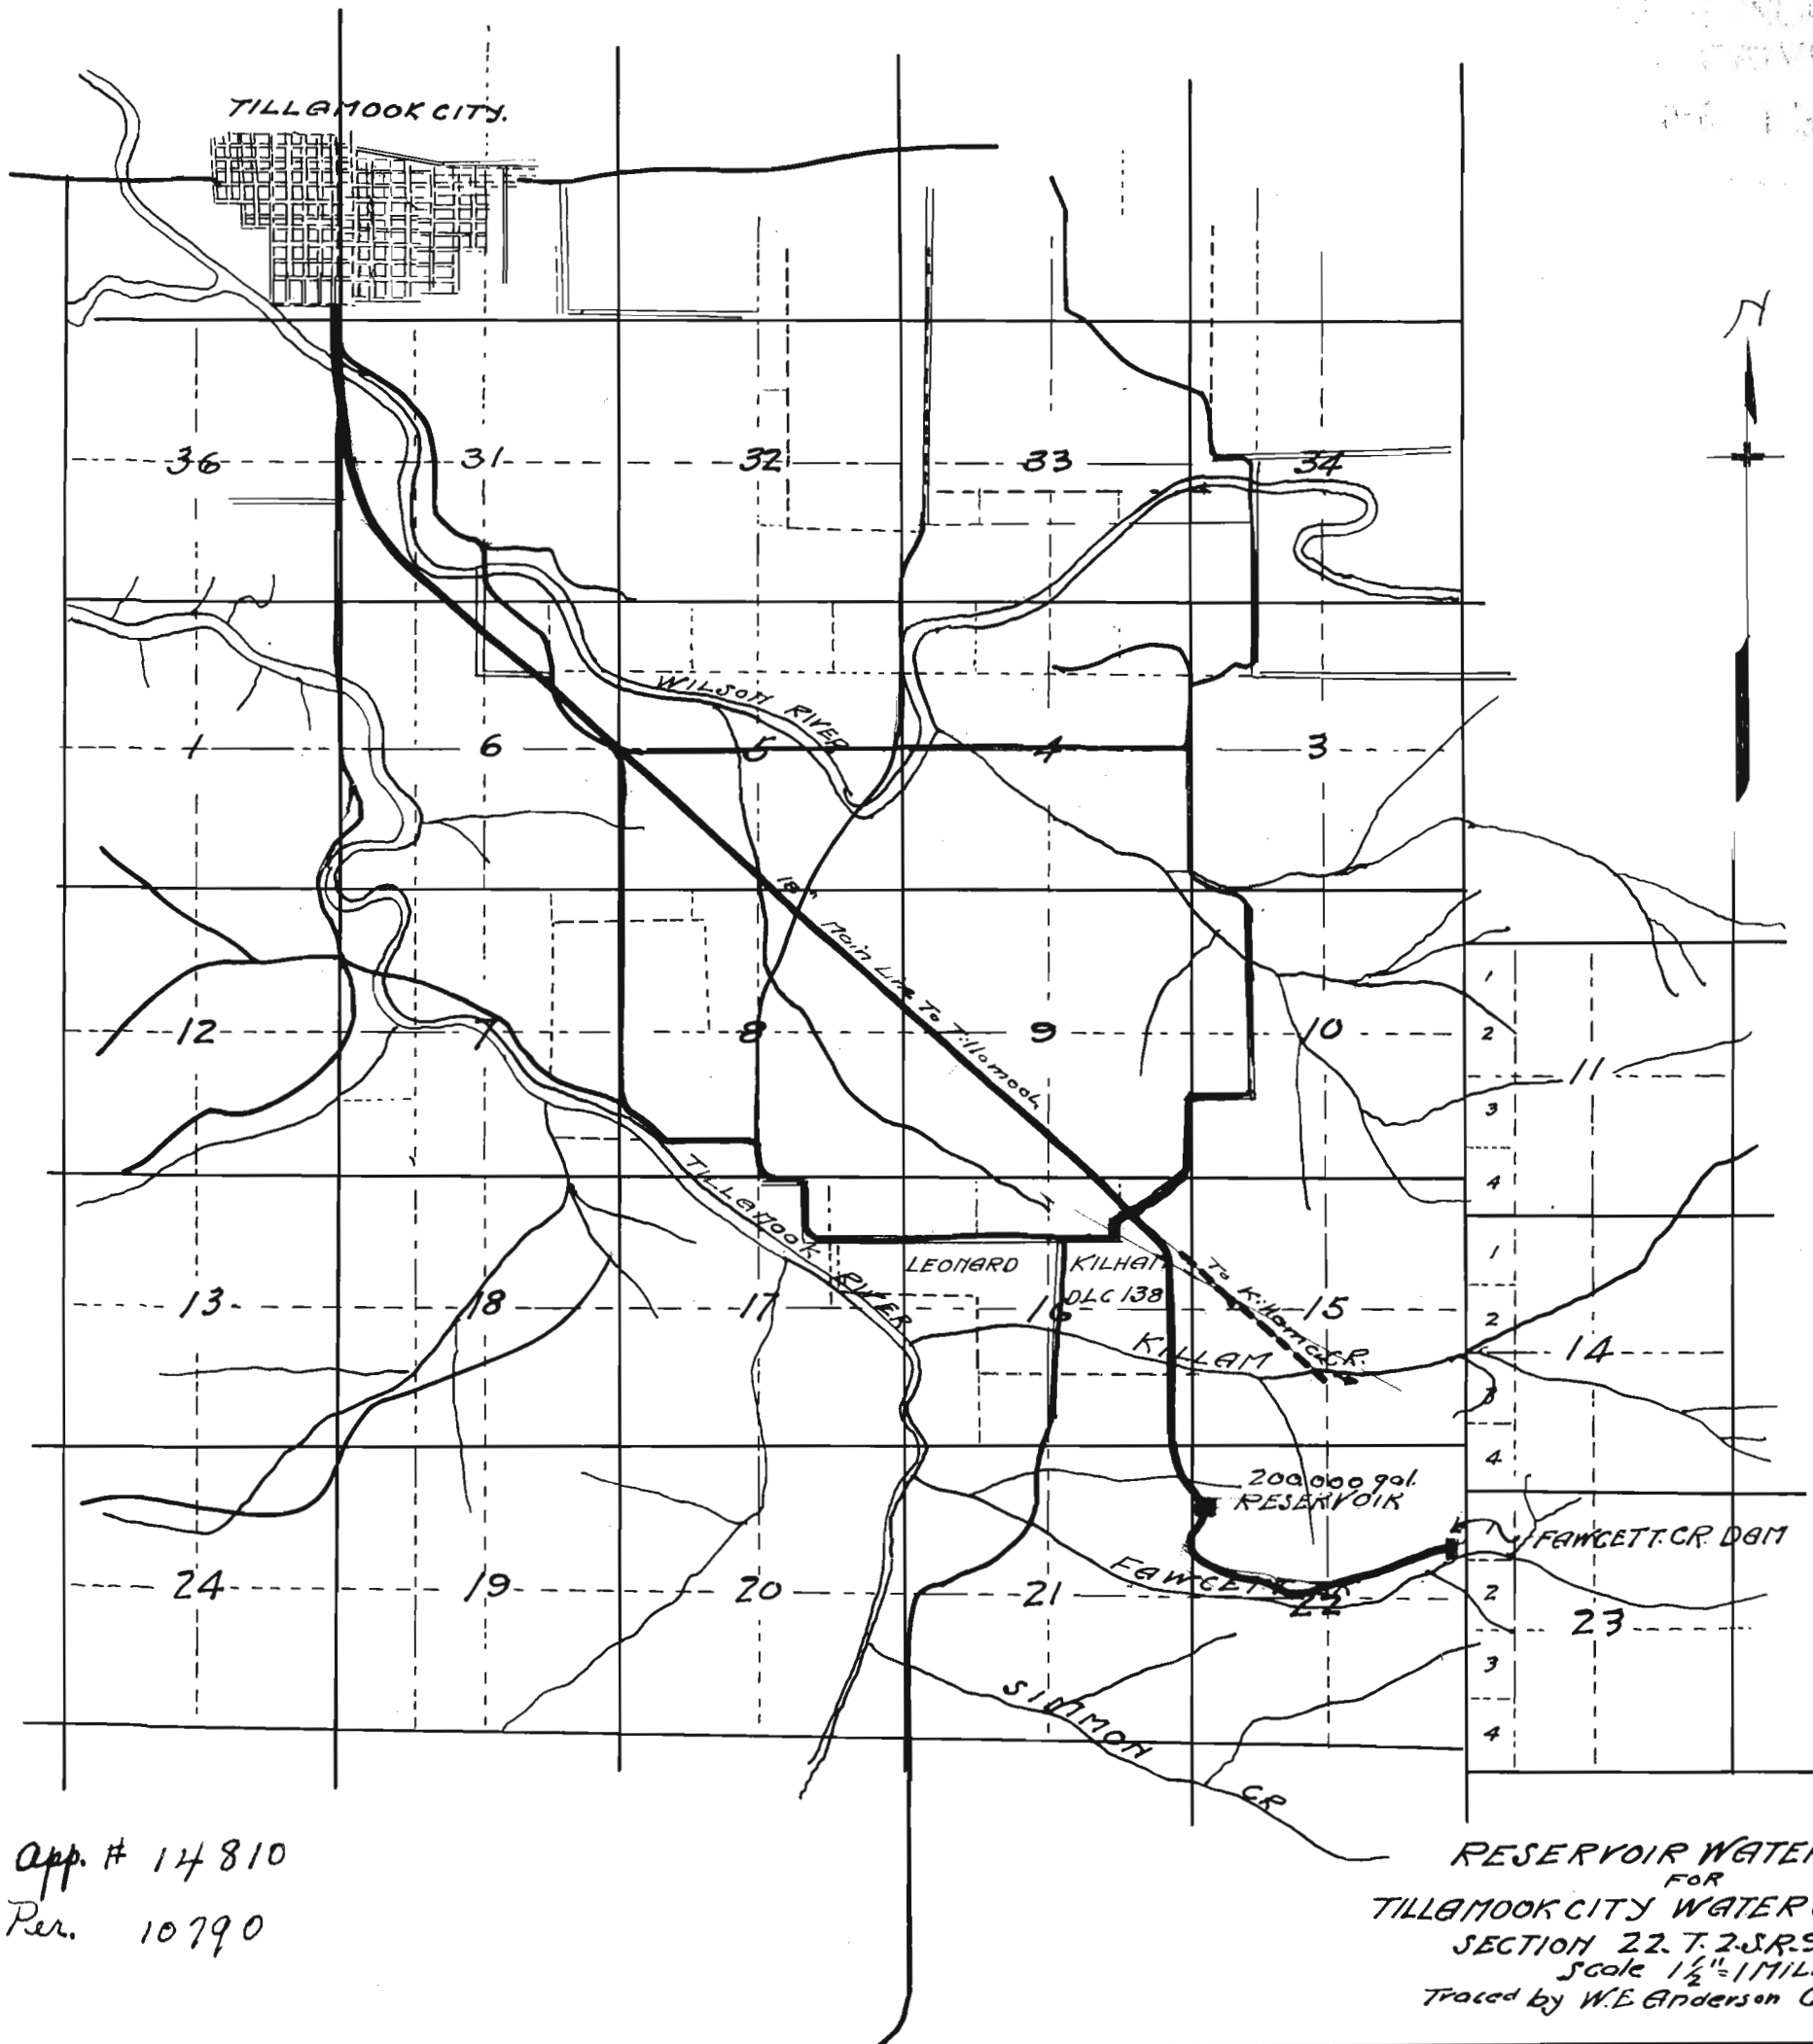 TILLAMOOK CITY.
N
36 31 32 33 34
WILSON RIVER
1 6 5 4 3
18"
Main Line To Tillamook
12 7 8 9 10
1
2
11
3
4
TILLAMOOK RIVER
LEONARD KILHAM
DLC 138
To Killam CR.
13 18 17 16 15
KILLAM
1
2
14
3
4
200,000 gal.
RESERVOIR
FAWCETT. CR. DAM
FAWCETT
24 19 20 21 22
1
2
23
3
4
SIMMON CR
App. # 14810
Per. 10790
RESERVOIR WATER
FOR
TILLAMOOK CITY WATER
SECTION 22. T. 2.S.R.9
Scale 1½"=1 MILE
Traced by W.E Anderson